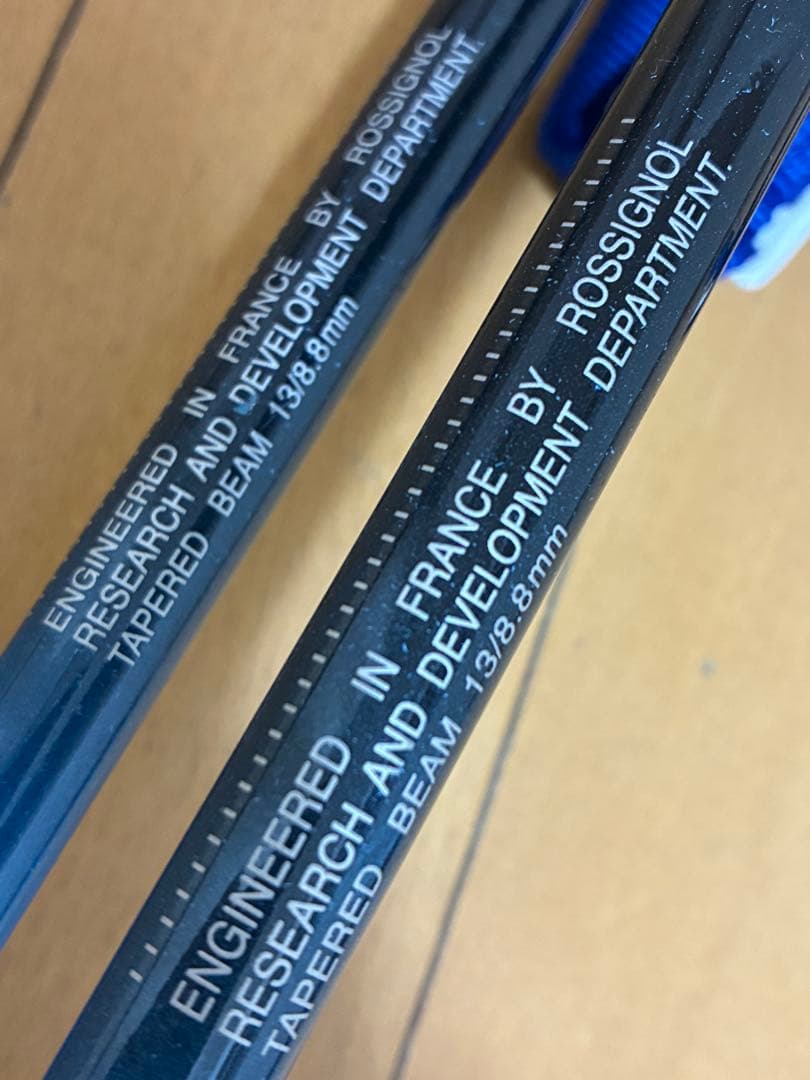 ENGINEERED IN FRANCE BY ROSSIGNOL
RESEARCH AND DEVELOPMENT DEPARTMENT.
TAPERED BEAM 13/8.8mm
ENGINEERED IN FRANCE BY ROSSIGNOL
RESEARCH AND DEVELOPMENT DEPARTMENT.
TAPERED BEAM 13/8.8mm